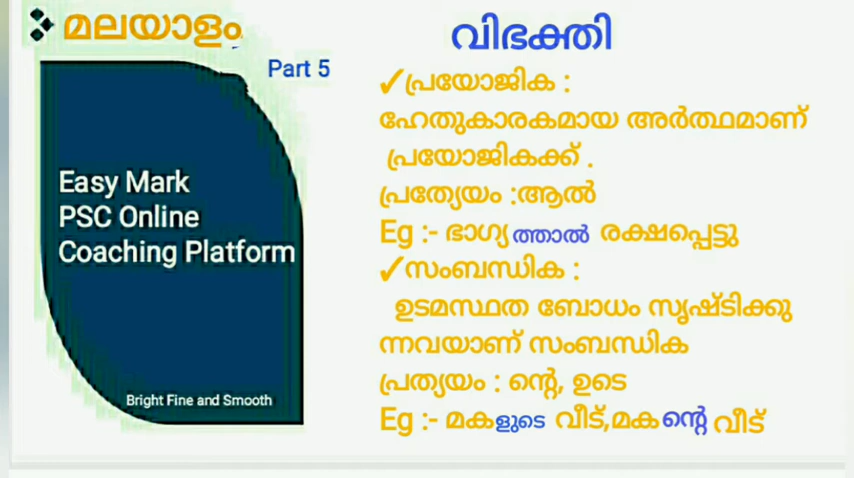 മലയാളം
വിഭക്തി
Part 5
Easy Mark
PSC Online
Coaching Platform
Bright Fine and Smooth
✓പ്രയോജിക :
ഹേതുകാരകമായ അർത്ഥമാണ്
പ്രയോജികക്ക് .
പ്രത്യേയം :ആൽ
Eg :- ഭാഗ്യത്താൽ രക്ഷപ്പെട്ടു
✓സംബന്ധിക :
ഉടമസ്ഥത ബോധം സൃഷ്ടിക്കു
ന്നവയാണ് സംബന്ധിക
പ്രത്യയം : ന്റെ, ഉടെ
Eg :- മകളുടെ വീട്,മകന്റെ വീട്